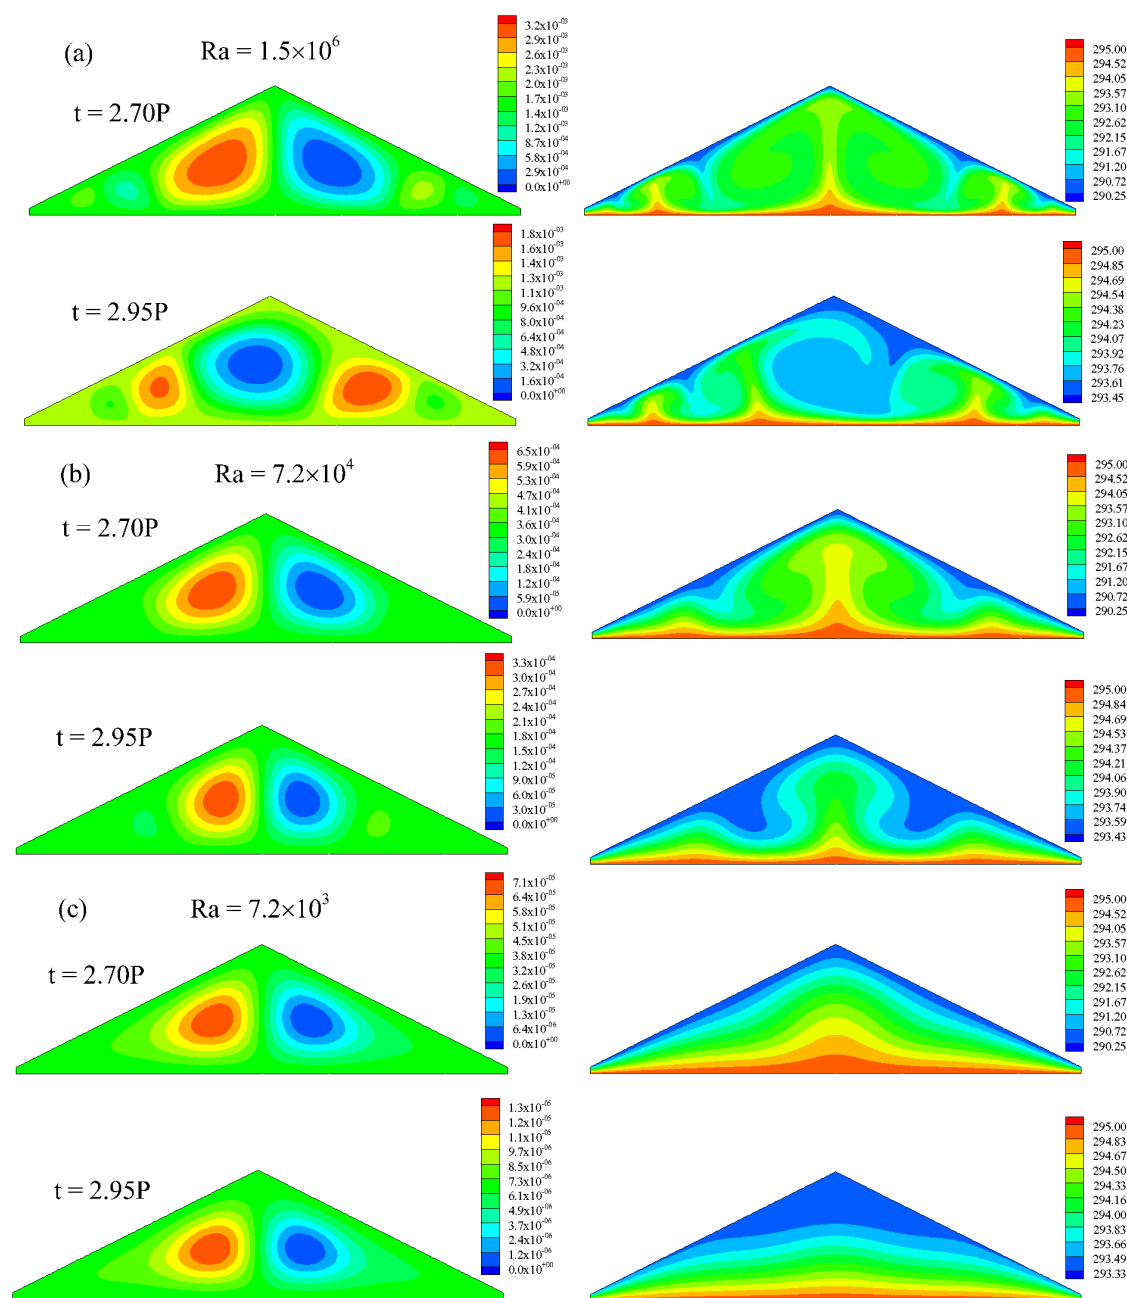 (a)
Ra = 1.5×10⁶
t = 2.70P
3.2x10⁻⁰³
2.9x10⁻⁰³
2.6x10⁻⁰³
2.3x10⁻⁰³
2.0x10⁻⁰³
1.7x10⁻⁰³
1.4x10⁻⁰³
1.2x10⁻⁰³
8.7x10⁻⁰⁴
5.8x10⁻⁰⁴
2.9x10⁻⁰⁴
0.0x10⁺⁰⁰
295.00
294.52
294.05
293.57
293.10
292.62
292.15
291.67
291.20
290.72
290.25
t = 2.95P
1.8x10⁻⁰³
1.6x10⁻⁰³
1.4x10⁻⁰³
1.3x10⁻⁰³
1.1x10⁻⁰³
9.6x10⁻⁰⁴
8.0x10⁻⁰⁴
6.4x10⁻⁰⁴
4.8x10⁻⁰⁴
3.2x10⁻⁰⁴
1.6x10⁻⁰⁴
0.0x10⁺⁰⁰
295.00
294.85
294.69
294.54
294.38
294.23
294.07
293.92
293.76
293.61
293.45
(b)
Ra = 7.2×10⁴
t = 2.70P
6.5x10⁻⁰⁴
5.9x10⁻⁰⁴
5.3x10⁻⁰⁴
4.7x10⁻⁰⁴
4.1x10⁻⁰⁴
3.6x10⁻⁰⁴
2.4x10⁻⁰⁴
1.8x10⁻⁰⁴
1.2x10⁻⁰⁴
5.9x10⁻⁰⁵
0.0x10⁺⁰⁰
295.00
294.52
294.05
293.57
293.10
292.62
292.15
291.67
291.20
290.72
290.25
t = 2.95P
3.3x10⁻⁰⁴
3.0x10⁻⁰⁴
2.7x10⁻⁰⁴
2.4x10⁻⁰⁴
2.1x10⁻⁰⁴
1.8x10⁻⁰⁴
1.5x10⁻⁰⁴
1.2x10⁻⁰⁴
9.0x10⁻⁰⁵
6.0x10⁻⁰⁵
3.0x10⁻⁰⁵
0.0x10⁺⁰⁰
295.00
294.84
294.69
294.53
294.37
294.21
294.06
293.90
293.74
293.59
293.43
(c)
Ra = 7.2×10³
t = 2.70P
7.1x10⁻⁰⁵
6.4x10⁻⁰⁵
5.8x10⁻⁰⁵
5.1x10⁻⁰⁵
4.5x10⁻⁰⁵
3.8x10⁻⁰⁵
3.2x10⁻⁰⁵
2.6x10⁻⁰⁵
1.9x10⁻⁰⁵
1.3x10⁻⁰⁵
6.4x10⁻⁰⁶
0.0x10⁺⁰⁰
295.00
294.52
294.05
293.57
293.10
292.62
292.15
291.67
291.20
290.72
290.25
t = 2.95P
1.3x10⁻⁰⁵
1.2x10⁻⁰⁵
1.1x10⁻⁰⁵
9.7x10⁻⁰⁶
8.5x10⁻⁰⁶
7.3x10⁻⁰⁶
6.1x10⁻⁰⁶
4.9x10⁻⁰⁶
3.7x10⁻⁰⁶
2.4x10⁻⁰⁶
1.2x10⁻⁰⁶
0.0x10⁺⁰⁰
295.00
294.83
294.67
294.50
294.33
294.16
294.00
293.83
293.66
293.49
293.33